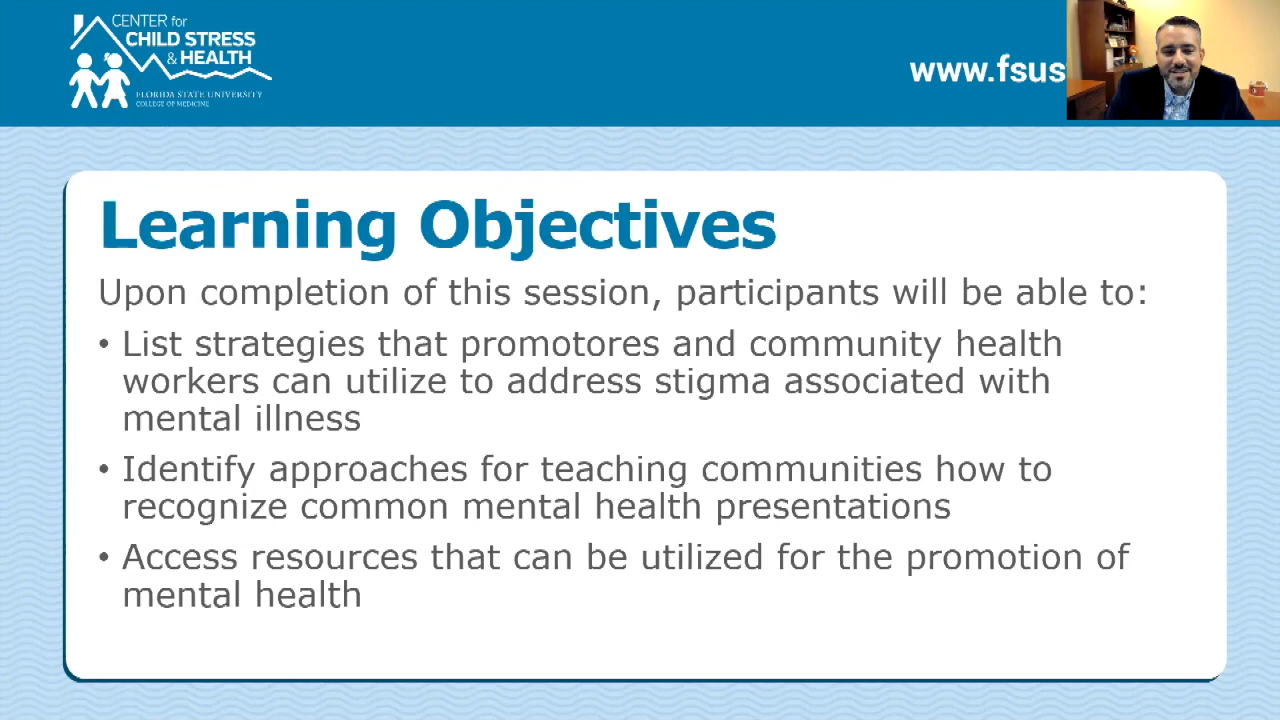 CENTER for
CHILD STRESS
& HEALTH
FLORIDA STATE UNIVERSITY
COLLEGE OF MEDICINE
www.fsus
Learning Objectives
Upon completion of this session, participants will be able to:
• List strategies that promotores and community health
workers can utilize to address stigma associated with
mental illness
• Identify approaches for teaching communities how to
recognize common mental health presentations
• Access resources that can be utilized for the promotion of
mental health